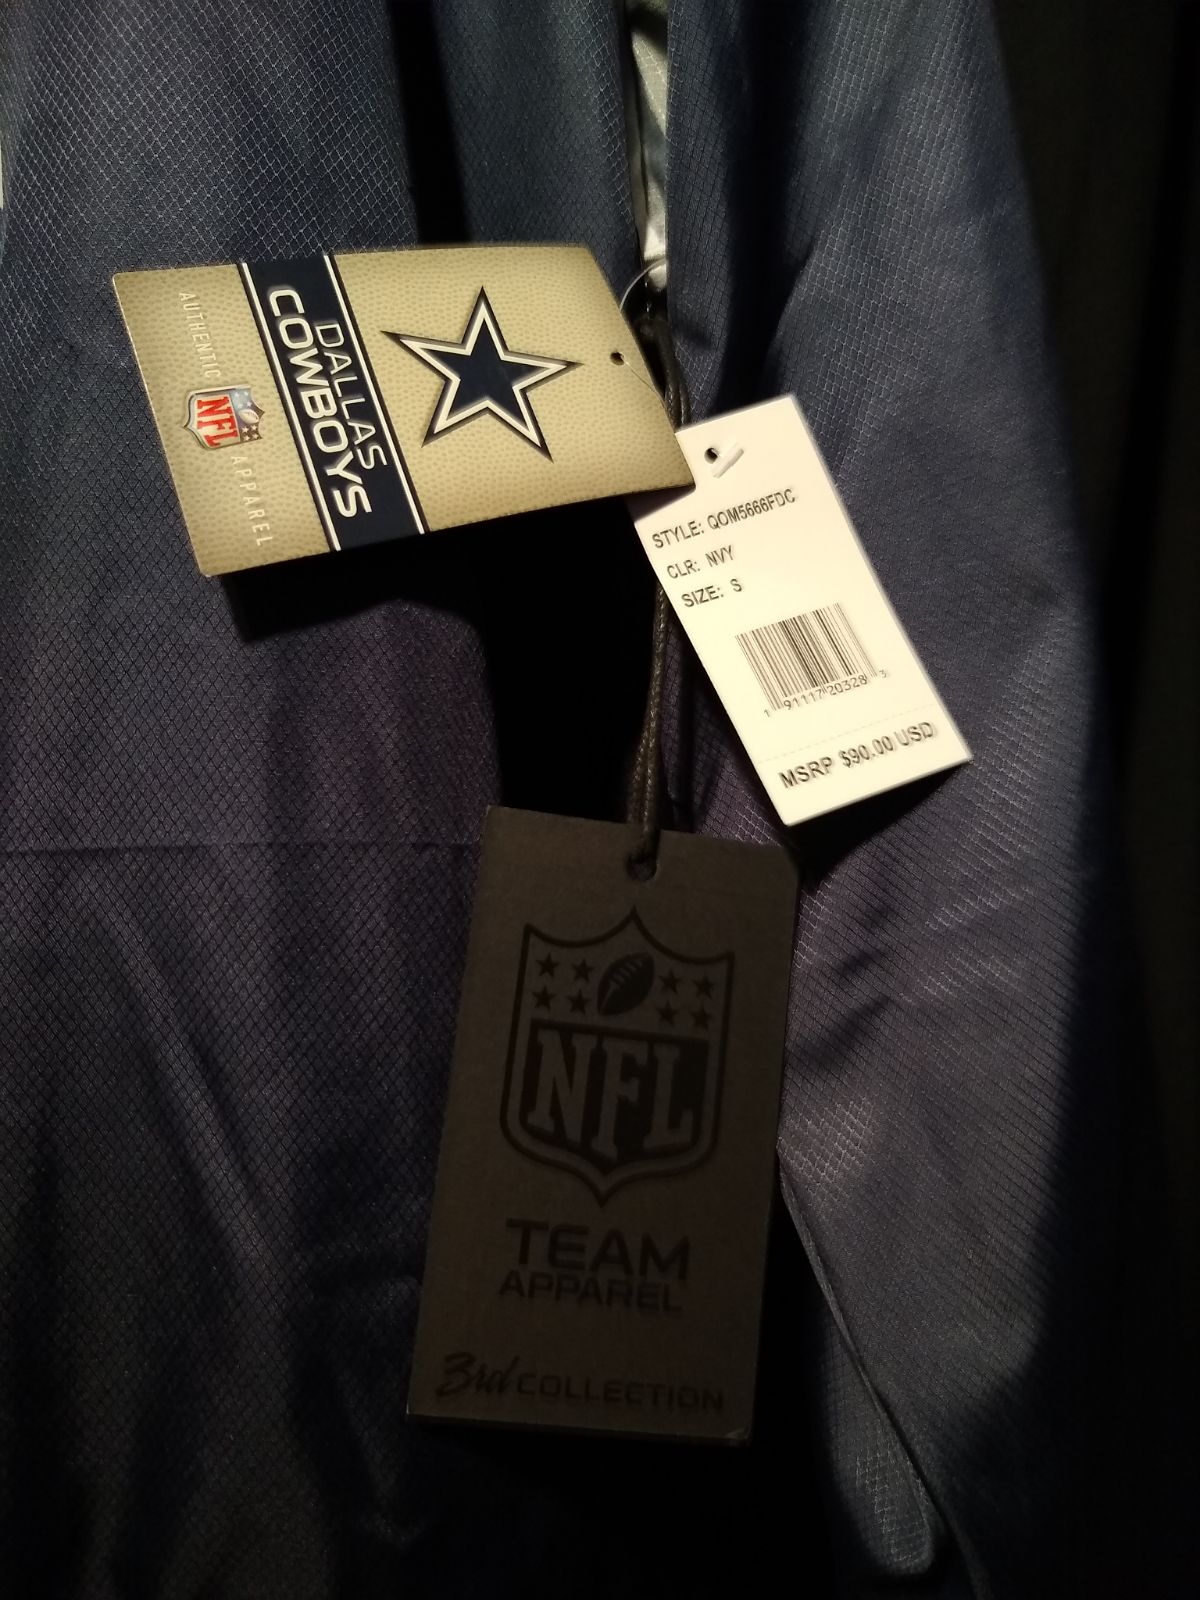 DALLAS
COWBOYS
AUTHENTIC NFL APPAREL
STYLE: QOM5666FDC
CLR: NVY
SIZE: S
1 91117 20328 3
MSRP $90.00 USD
NFL
TEAM
APPAREL
3rd COLLECTION